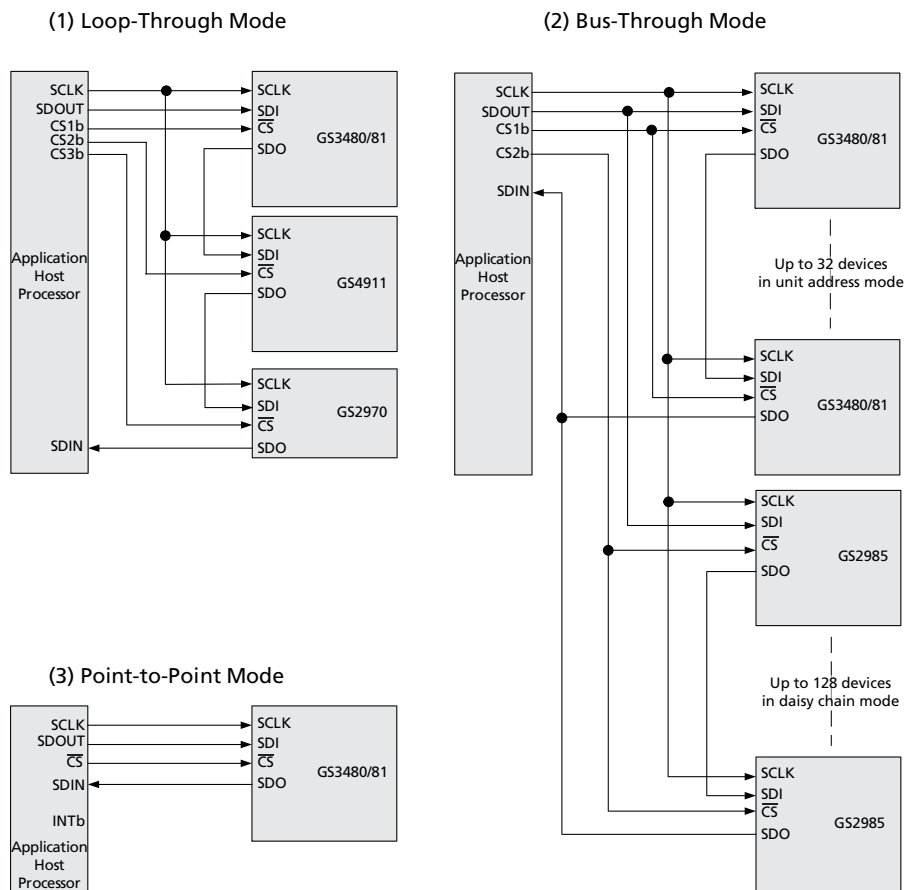 (1) Loop-Through Mode
SCLK
SDOUT
CS1b
CS2b
CS3b
Application
Host
Processor
SDIN
SCLK
SDI
CS
SDO
GS3480/81
SCLK
SDI
CS
SDO
GS4911
SCLK
SDI
CS
SDO
GS2970
(2) Bus-Through Mode
SCLK
SDOUT
CS1b
CS2b
SDIN
Application
Host
Processor
SCLK
SDI
CS
SDO
GS3480/81
Up to 32 devices
in unit address mode
SCLK
SDI
CS
SDO
GS3480/81
SCLK
SDI
CS
SDO
GS2985
Up to 128 devices
in daisy chain mode
SCLK
SDI
CS
SDO
GS2985
(3) Point-to-Point Mode
SCLK
SDOUT
CS
SDIN
INTb
Application
Host
Processor
SCLK
SDI
CS
SDO
GS3480/81